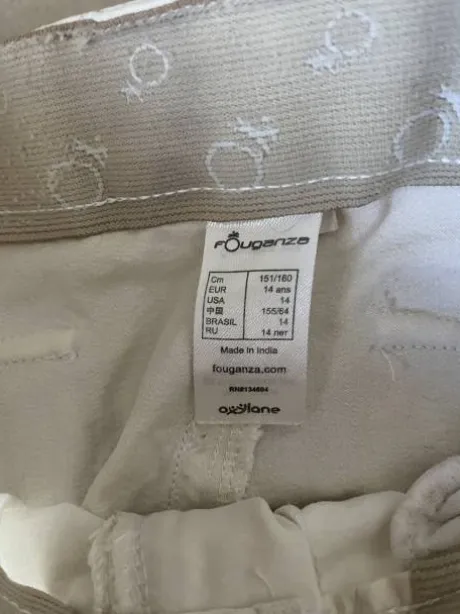 fouganza
Cm 151/160
EUR 14 ans
USA 14
中国 155/64
BRASIL 14
RU 14 лет
Made in India
fouganza.com